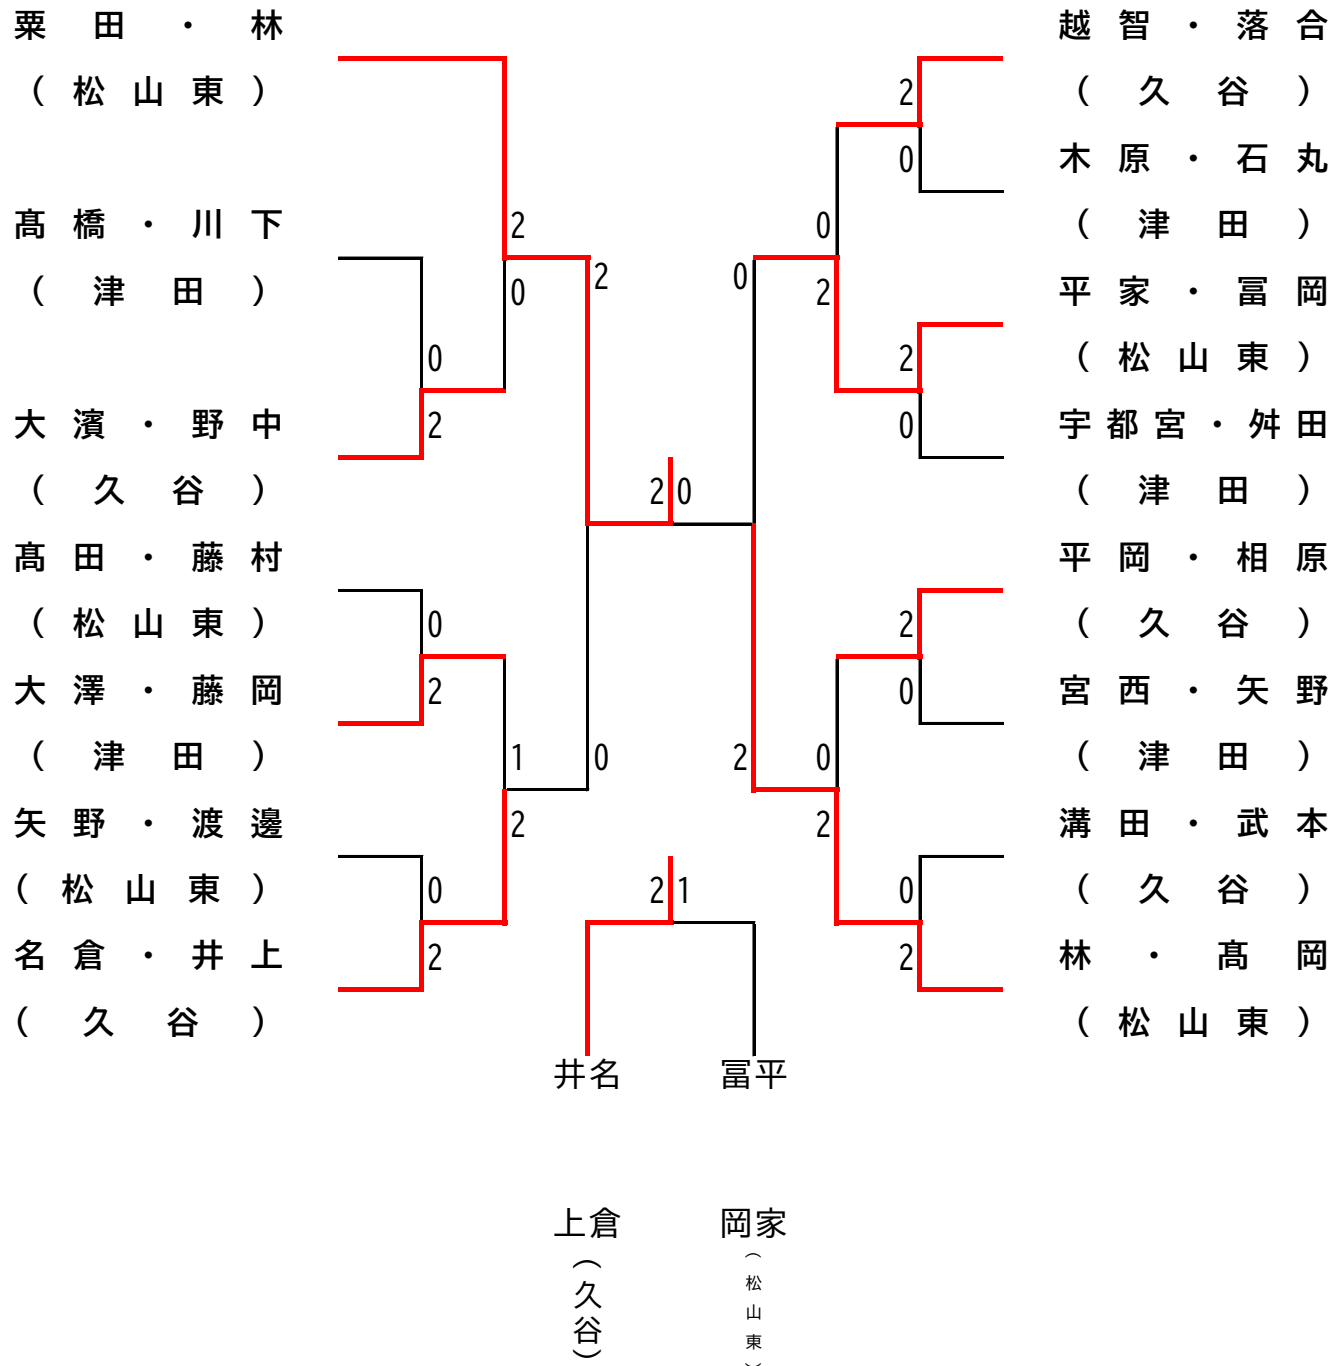 粟田・林
（松山東）
髙橋・川下
（津田）
大濱・野中
（久谷）
髙田・藤村
（松山東）
大澤・藤岡
（津田）
矢野・渡邊
（松山東）
名倉・井上
（久谷）
2
0
2
0
2
0
2
1
0
2
0
2
2 0
2 1
越智・落合
（久谷）
木原・石丸
（津田）
平家・冨岡
（松山東）
宇都宮・舛田
（津田）
平岡・相原
（久谷）
宮西・矢野
（津田）
溝田・武本
（久谷）
林・髙岡
（松山東）
2
0
0
0
2
2
0
2
0
2
0
2
0
2
名倉
井上
（久谷）
平家
冨岡
（松山東）